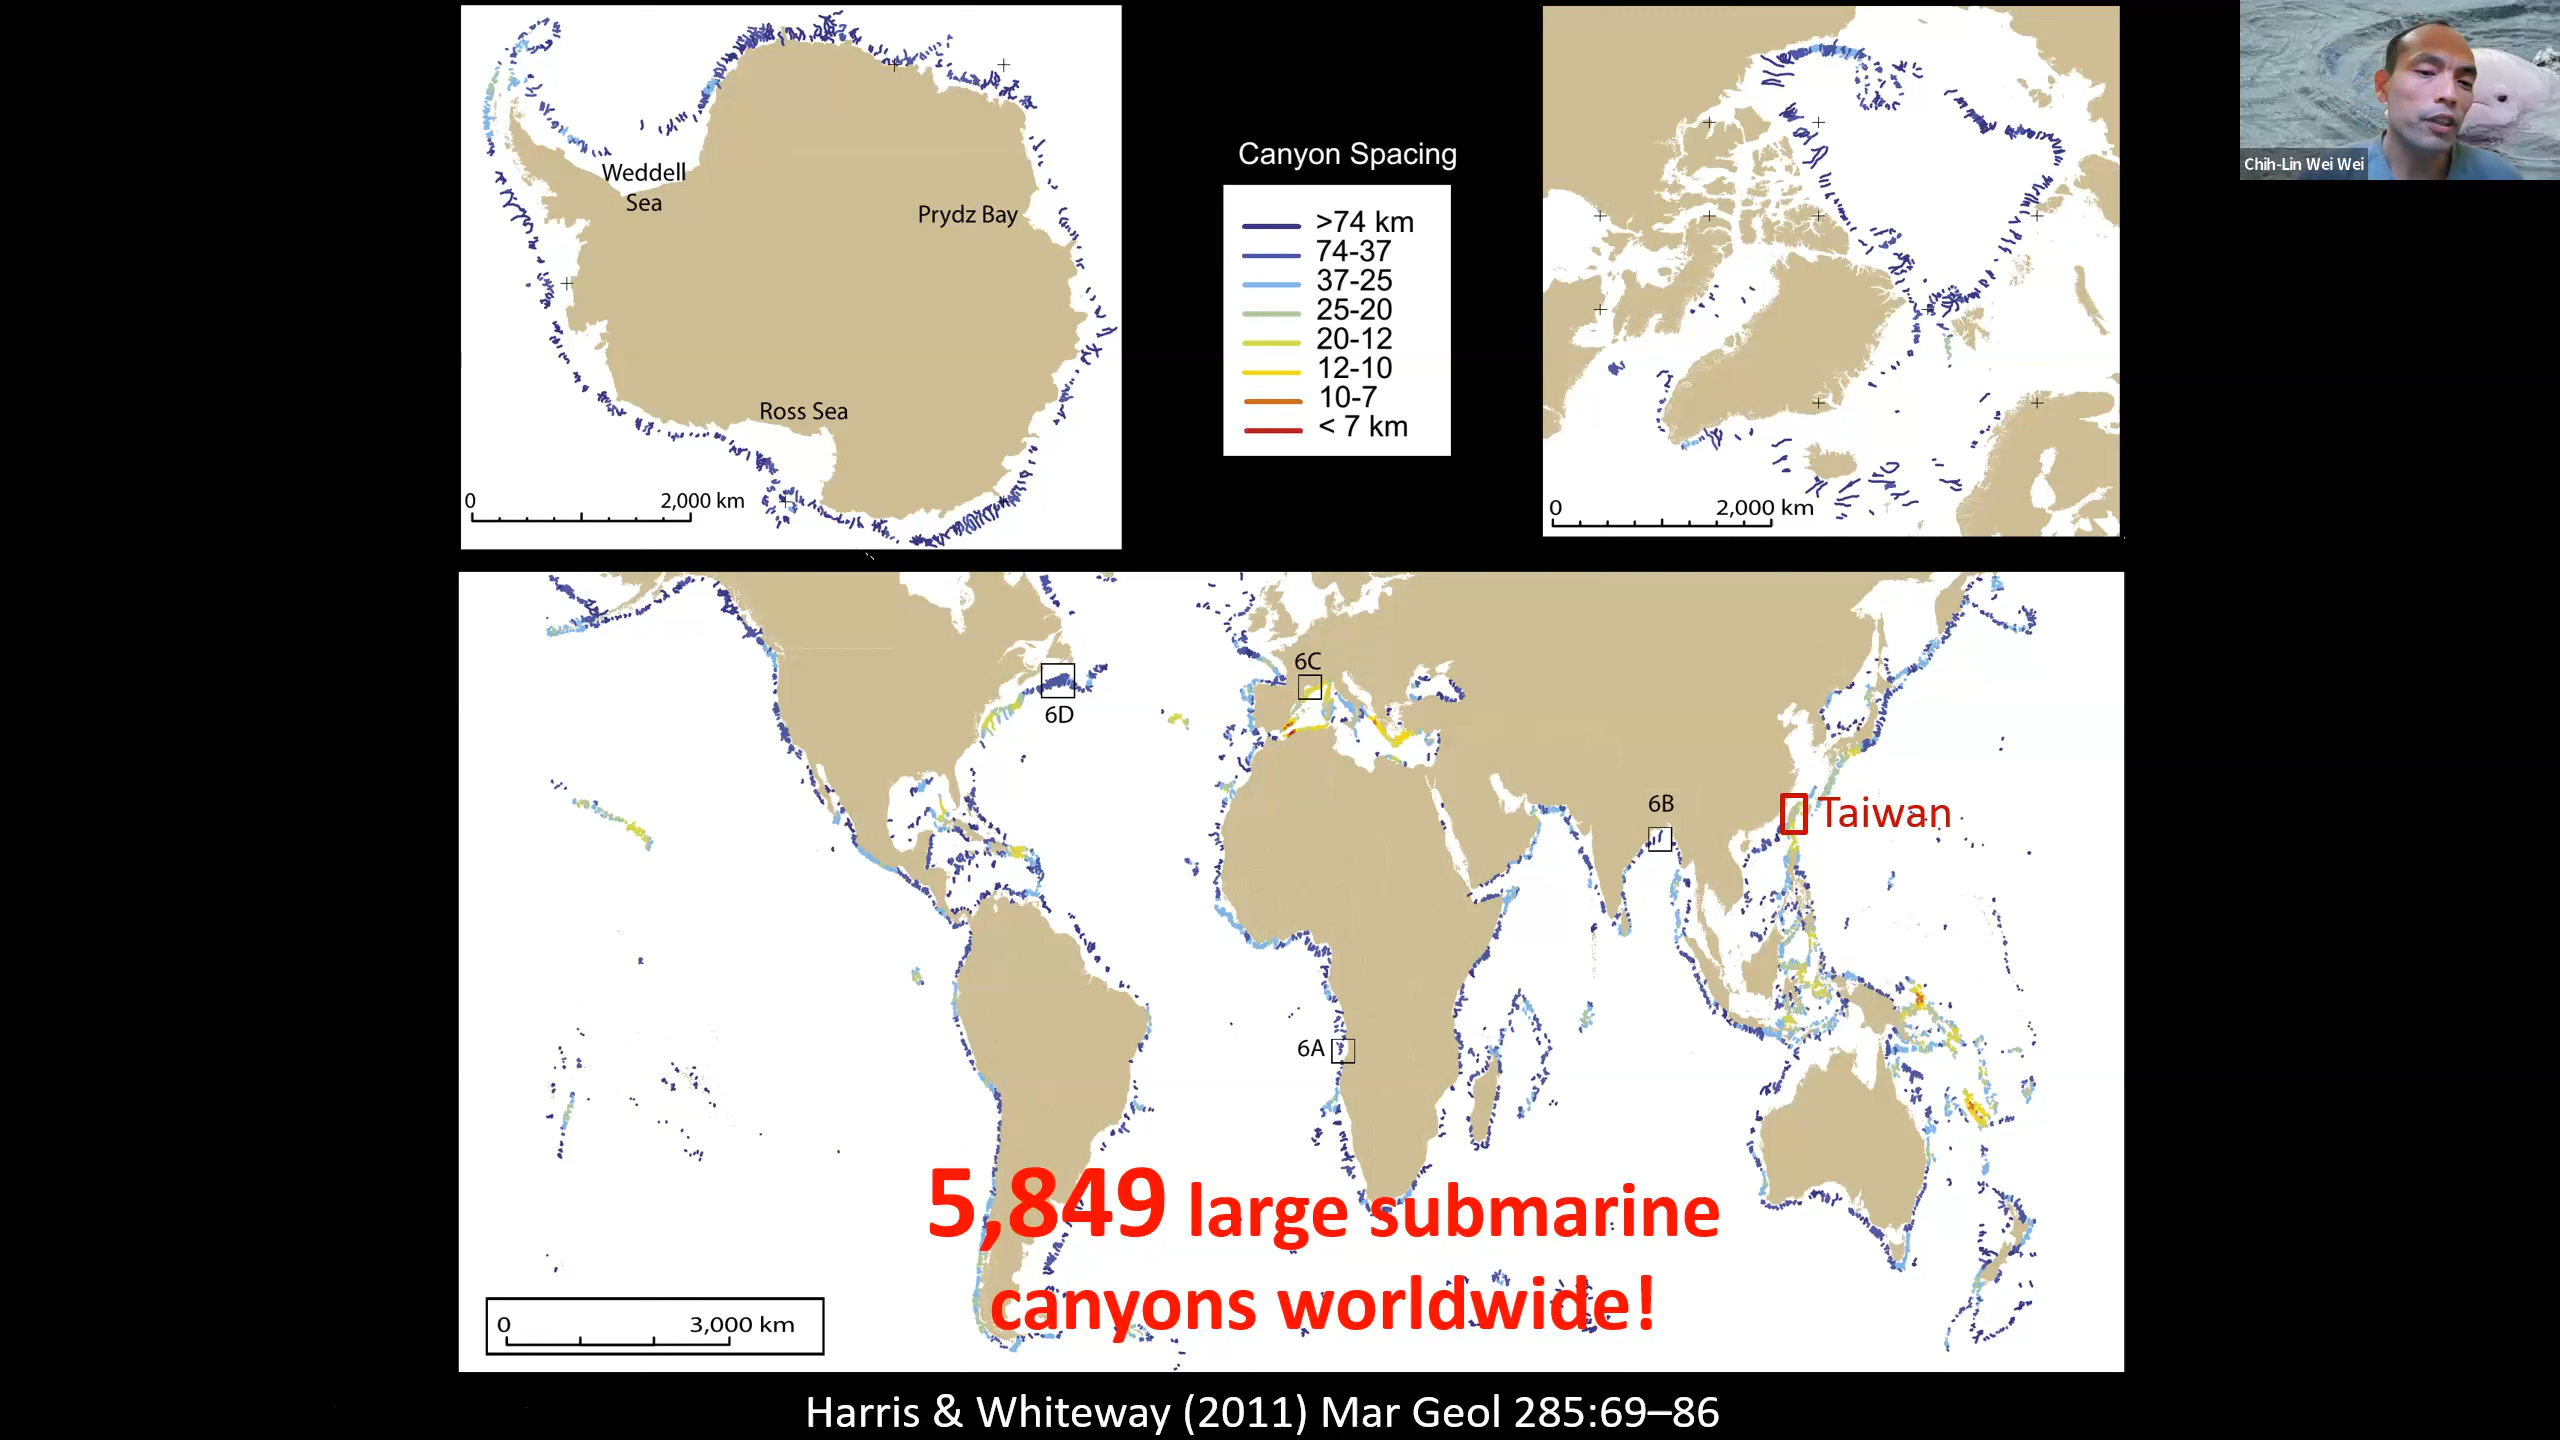 Weddell
Sea
Prydz Bay
Ross Sea
0 2,000 km
Canyon Spacing
>74 km
74-37
37-25
25-20
20-12
12-10
10-7
< 7 km
0 2,000 km
Chih-Lin Wei Wei
6D
6C
6B
Taiwan
6A
5,849 large submarine
canyons worldwide!
0 3,000 km
Harris & Whiteway (2011) Mar Geol 285:69–86